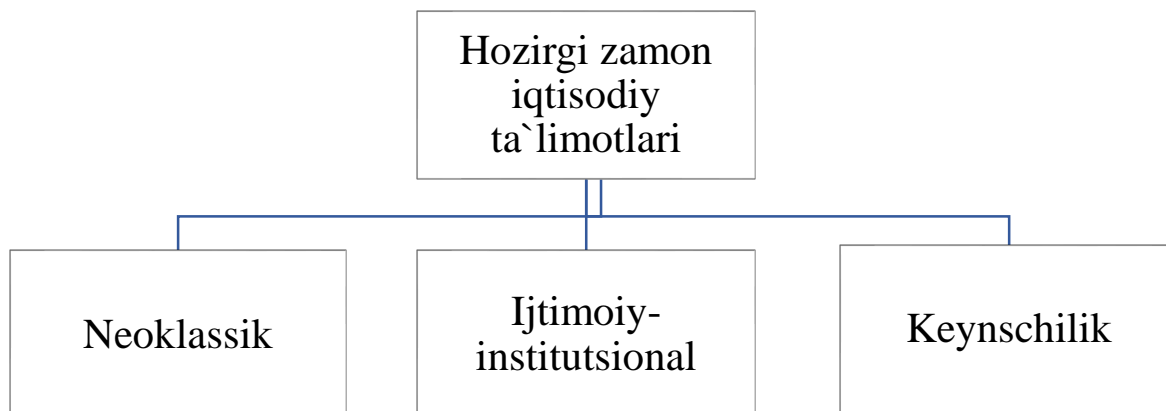 Hozirgi zamon
iqtisodiy
ta`limotlari
Neoklassik
Ijtimoiy-
institutsional
Keynschilik